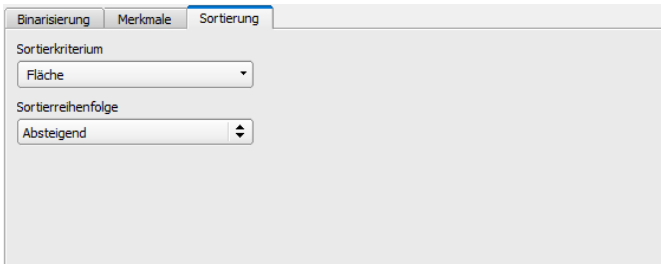 Binarisierung Merkmale Sortierung
Sortierkriterium
Fläche
Sortierreihenfolge
Absteigend